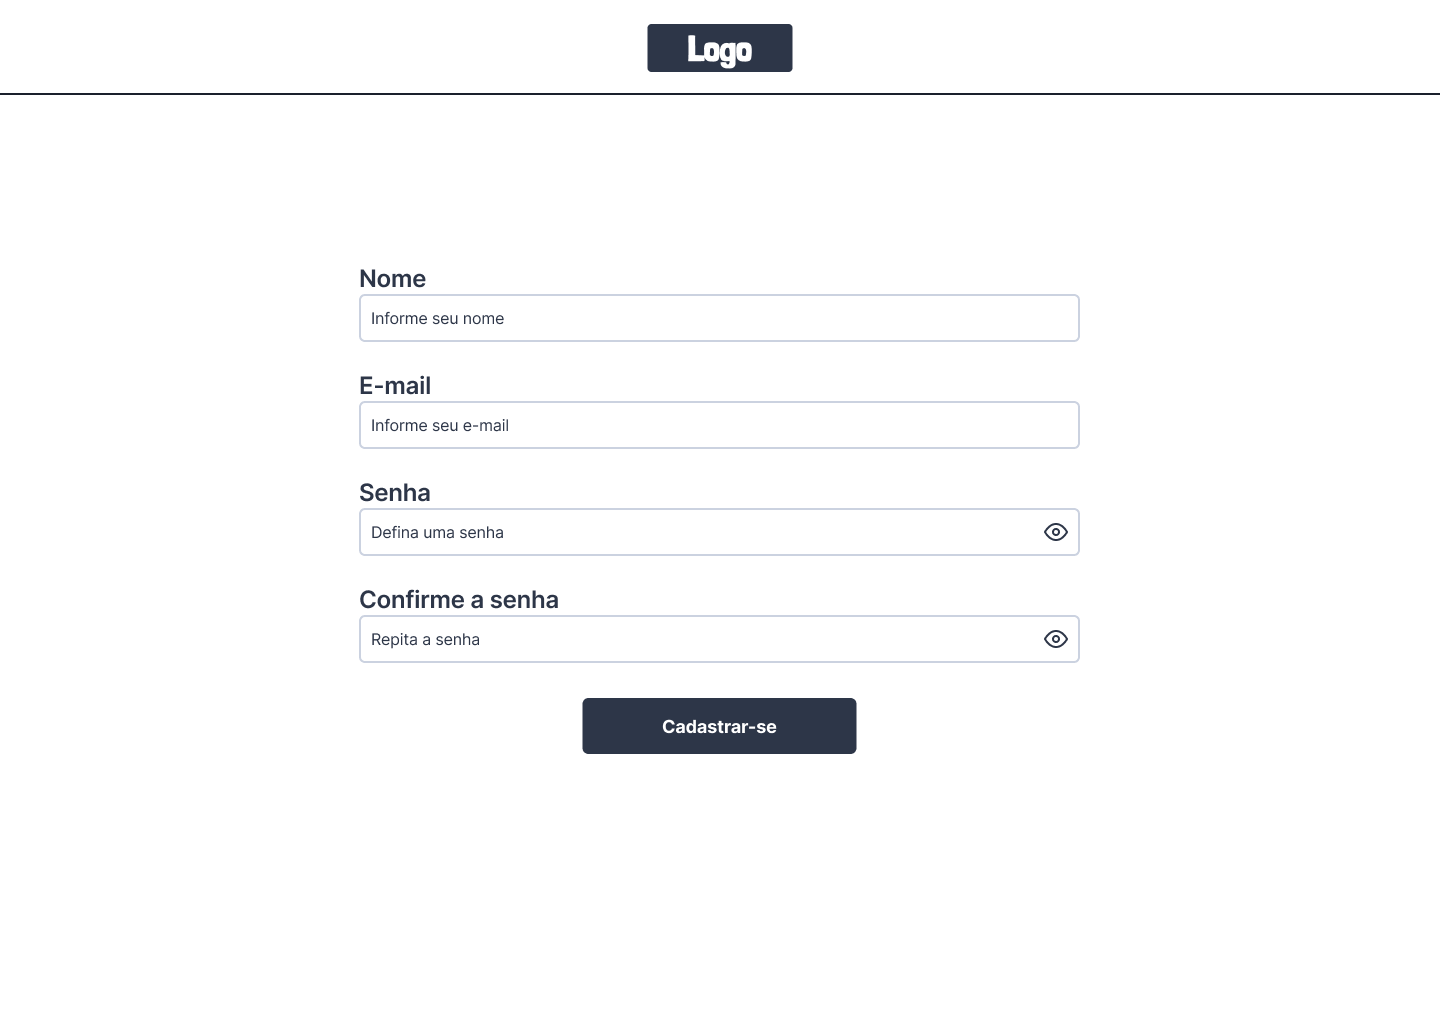 Logo
Nome
Informe seu nome
E-mail
Informe seu e-mail
Senha
Defina uma senha
Confirme a senha
Repita a senha
Cadastrar-se